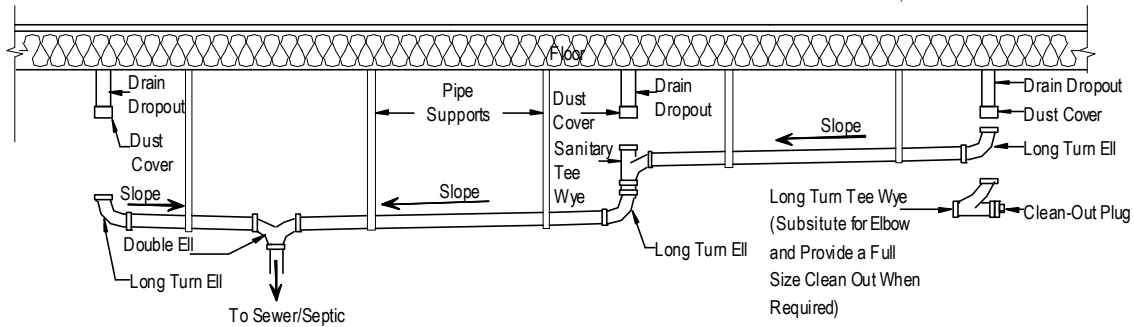 Floor
Drain
Dropout
Dust
Cover
Pipe
Supports
Dust
Cover
Sanitary
Tee
Wye
Drain
Dropout
Slope
Drain Dropout
Dust Cover
Long Turn Ell
Slope
Slope
Double Ell
Long Turn Ell
To Sewer/Septic
Long Turn Ell
Long Turn Tee Wye
(Subsitute for Elbow
and Provide a Full
Size Clean Out When
Required)
Clean-Out Plug